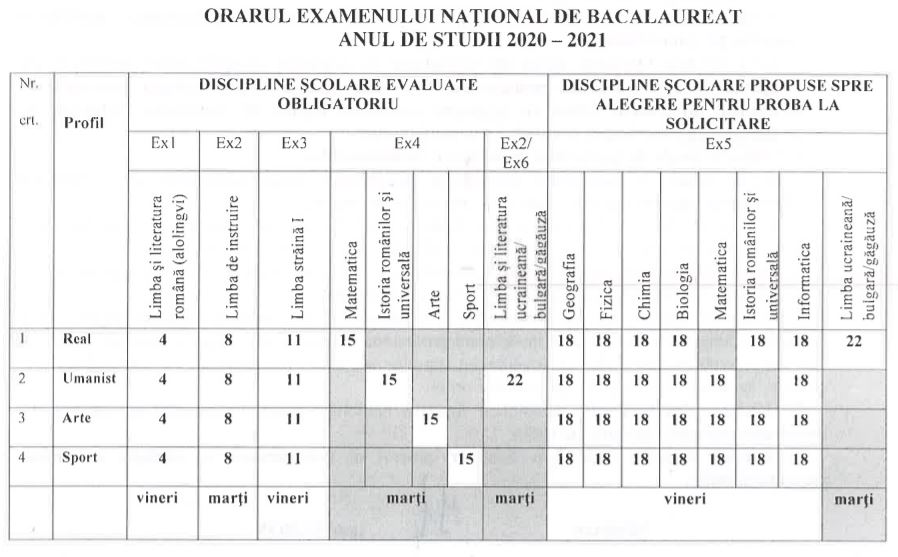 ORARUL EXAMENULUI NAŢIONAL DE BACALAUREAT
ANUL DE STUDII 2020 – 2021
Nr. crt.
Profil
DISCIPLINE ŞCOLARE EVALUATE OBLIGATORIU
DISCIPLINE ŞCOLARE PROPUSE SPRE ALEGERE PENTRU PROBA LA SOLICITARE
Ex1 Ex2 Ex3 Ex4 Ex2/ Ex6 Ex5
Limba şi literatura română (alolingvi)
Limba de instruire
Limba străină I
Matematica
Istoria românilor şi universală
Arte
Sport
Limba şi literatura ucraineană/ bulgară/găgăuză
Geografia
Fizica
Chimia
Biologia
Matematica
Istoria românilor şi universală
Informatica
Limba ucraineană/ bulgară/găgăuză
1 Real 4 8 11 15 18 18 18 18 18 18 22
2 Umanist 4 8 11 15 22 18 18 18 18 18 18
3 Arte 4 8 11 15 18 18 18 18 18 18 18
4 Sport 4 8 11 15 18 18 18 18 18 18 18
vineri marţi vineri marţi marţi vineri marţi